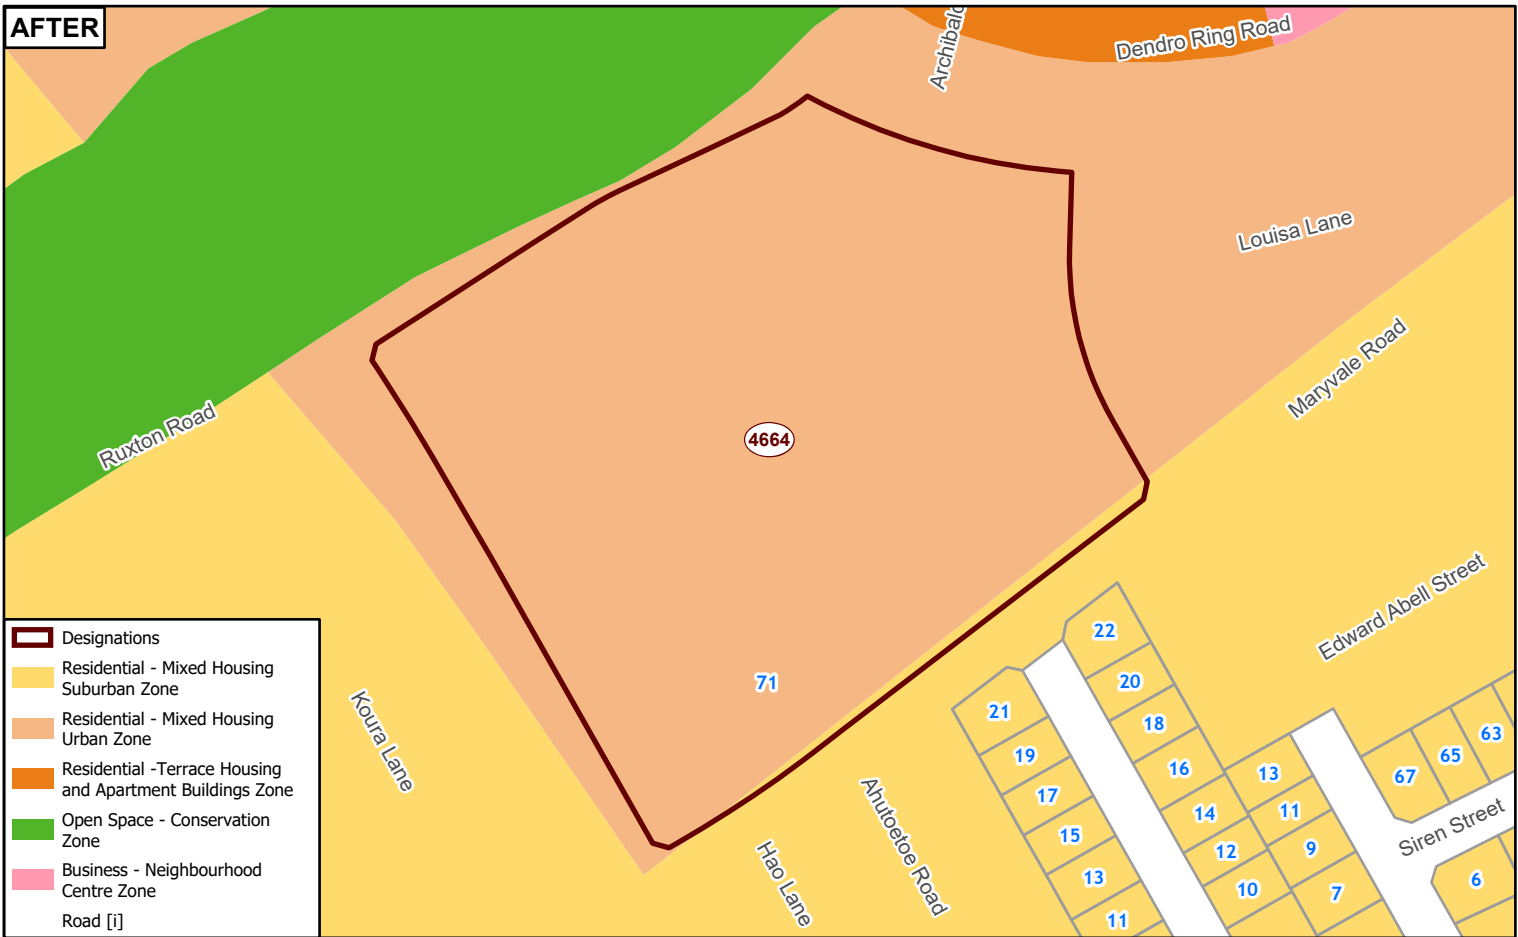 AFTER
Archibald
Dendro Ring Road
Louisa Lane
Maryvale Road
Ruxton Road
4664
Edward Abell Street
71
Koura Lane
Ahutoetoe Road
Hao Lane
Siren Street
22
20
18
16
14
12
10
21
19
17
15
13
11
13
11
9
7
67
65
63
6
Designations
Residential - Mixed Housing
Suburban Zone
Residential - Mixed Housing
Urban Zone
Residential -Terrace Housing
and Apartment Buildings Zone
Open Space - Conservation
Zone
Business - Neighbourhood
Centre Zone
Road [i]